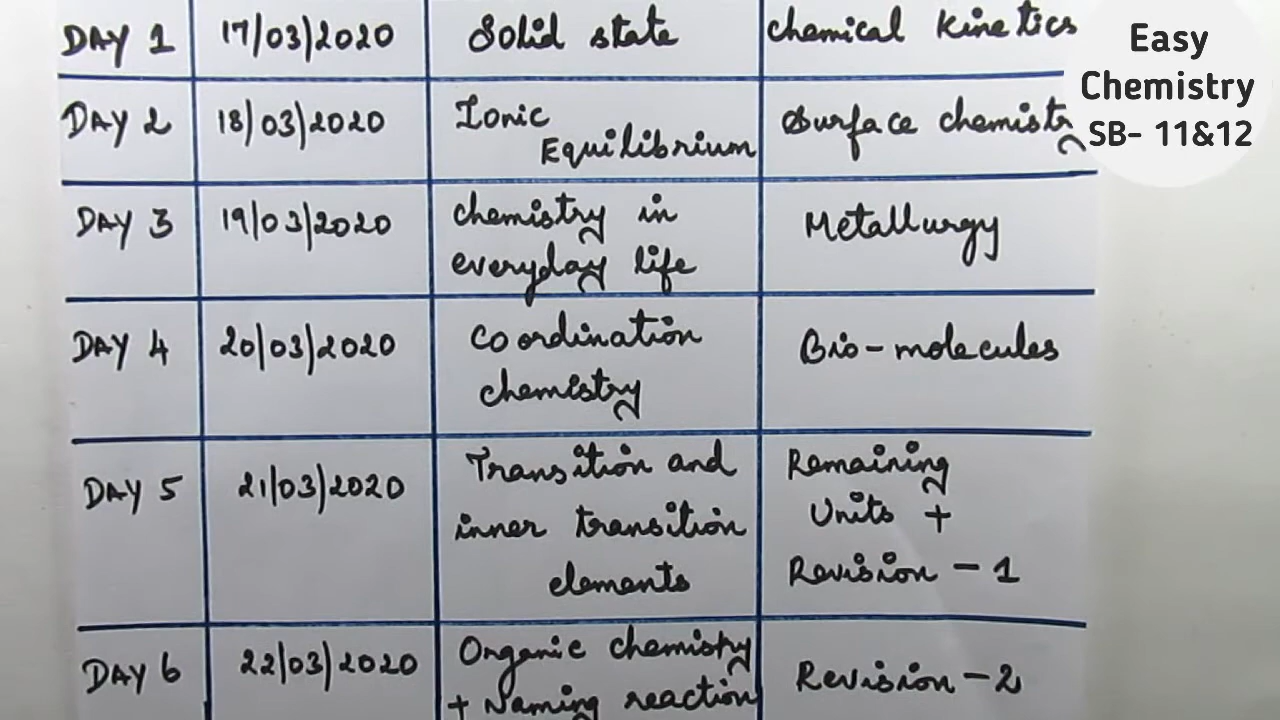 DAY 1 17/03/2020 Solid state Chemical Kinetics
DAY 2 18/03/2020 Ionic Equilibrium Surface chemistry
DAY 3 19/03/2020 chemistry in everyday life Metallurgy
DAY 4 20/03/2020 coordination chemistry Bio-molecules
DAY 5 21/03/2020 Transition and inner transition elements Remaining Units + Revision - 1
DAY 6 22/03/2020 Organic chemistry + Naming reaction Revision - 2
Easy
Chemistry
SB- 11&12